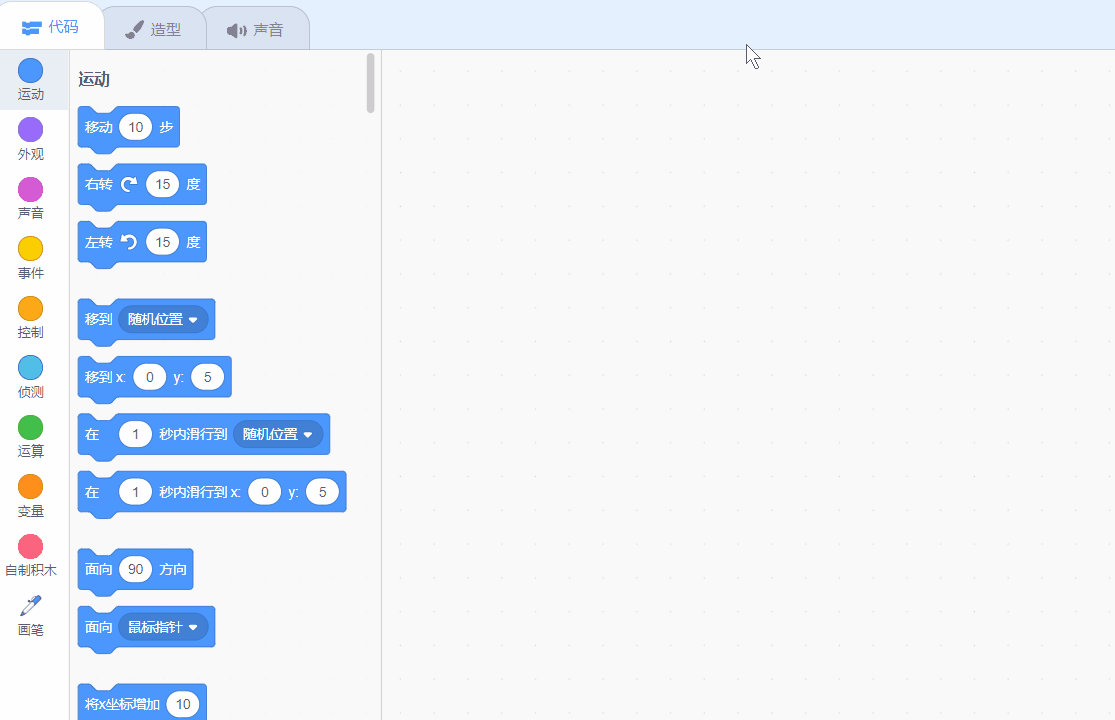 代码 造型 声音
运动
外观
声音
事件
控制
侦测
运算
变量
自制积木
画笔
运动
移动 10 步
右转 15 度
左转 15 度
移到 随机位置
移到 x: 0 y: 5
在 1 秒内滑行到 随机位置
在 1 秒内滑行到 x: 0 y: 5
面向 90 方向
面向 鼠标指针
将x坐标增加 10